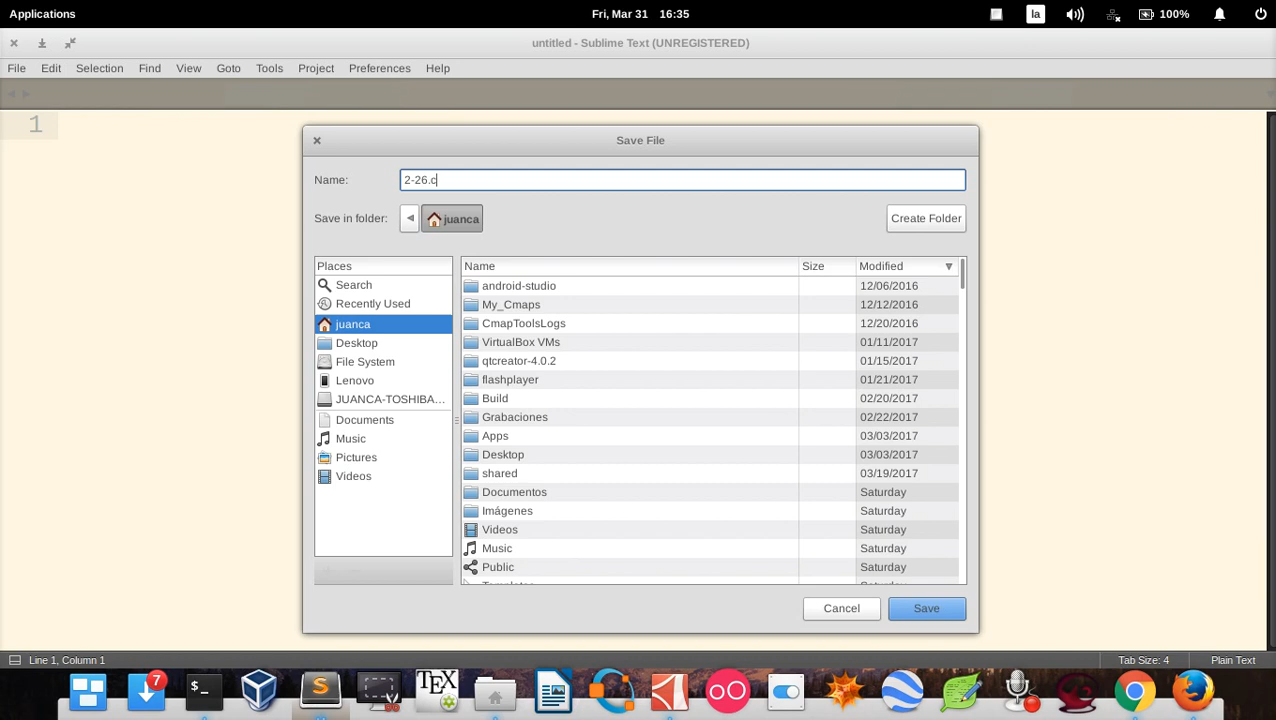 Applications
Fri, Mar 31 16:35
la
100%
untitled - Sublime Text (UNREGISTERED)
File Edit Selection Find View Goto Tools Project Preferences Help
1
Save File
Name: 2-26.c
Save in folder: juanca Create Folder
Places
Search
Recently Used
juanca
Desktop
File System
Lenovo
JUANCA-TOSHIBA...
Documents
Music
Pictures
Videos
Name Size Modified
android-studio 12/06/2016
My_Cmaps 12/12/2016
CmapToolsLogs 12/20/2016
VirtualBox VMs 01/11/2017
qtcreator-4.0.2 01/15/2017
flashplayer 01/21/2017
Build 02/20/2017
Grabaciones 02/22/2017
Apps 03/03/2017
Desktop 03/03/2017
shared 03/19/2017
Documentos Saturday
Imágenes Saturday
Videos Saturday
Music Saturday
Public Saturday
Cancel Save
Line 1, Column 1 Tab Size: 4 Plain Text
7
TEX